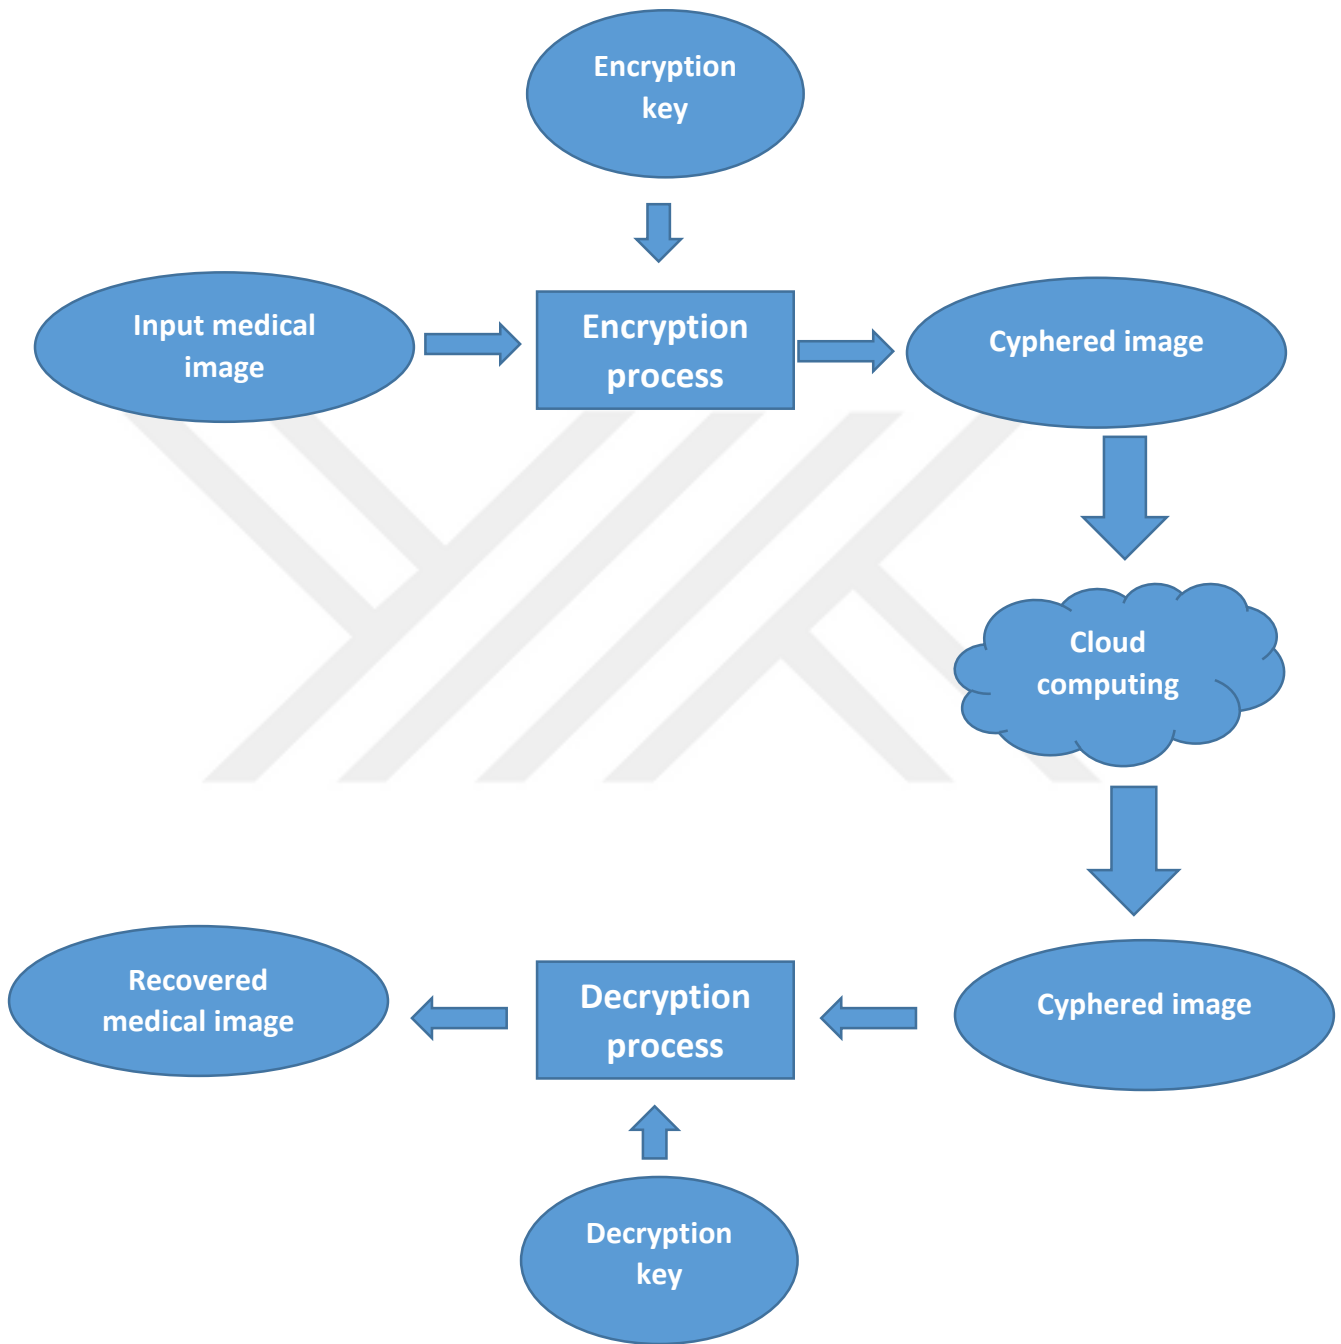 Encryption
key
Input medical
image
Encryption
process
Cyphered image
Cloud
computing
Recovered
medical image
Decryption
process
Cyphered image
Decryption
key